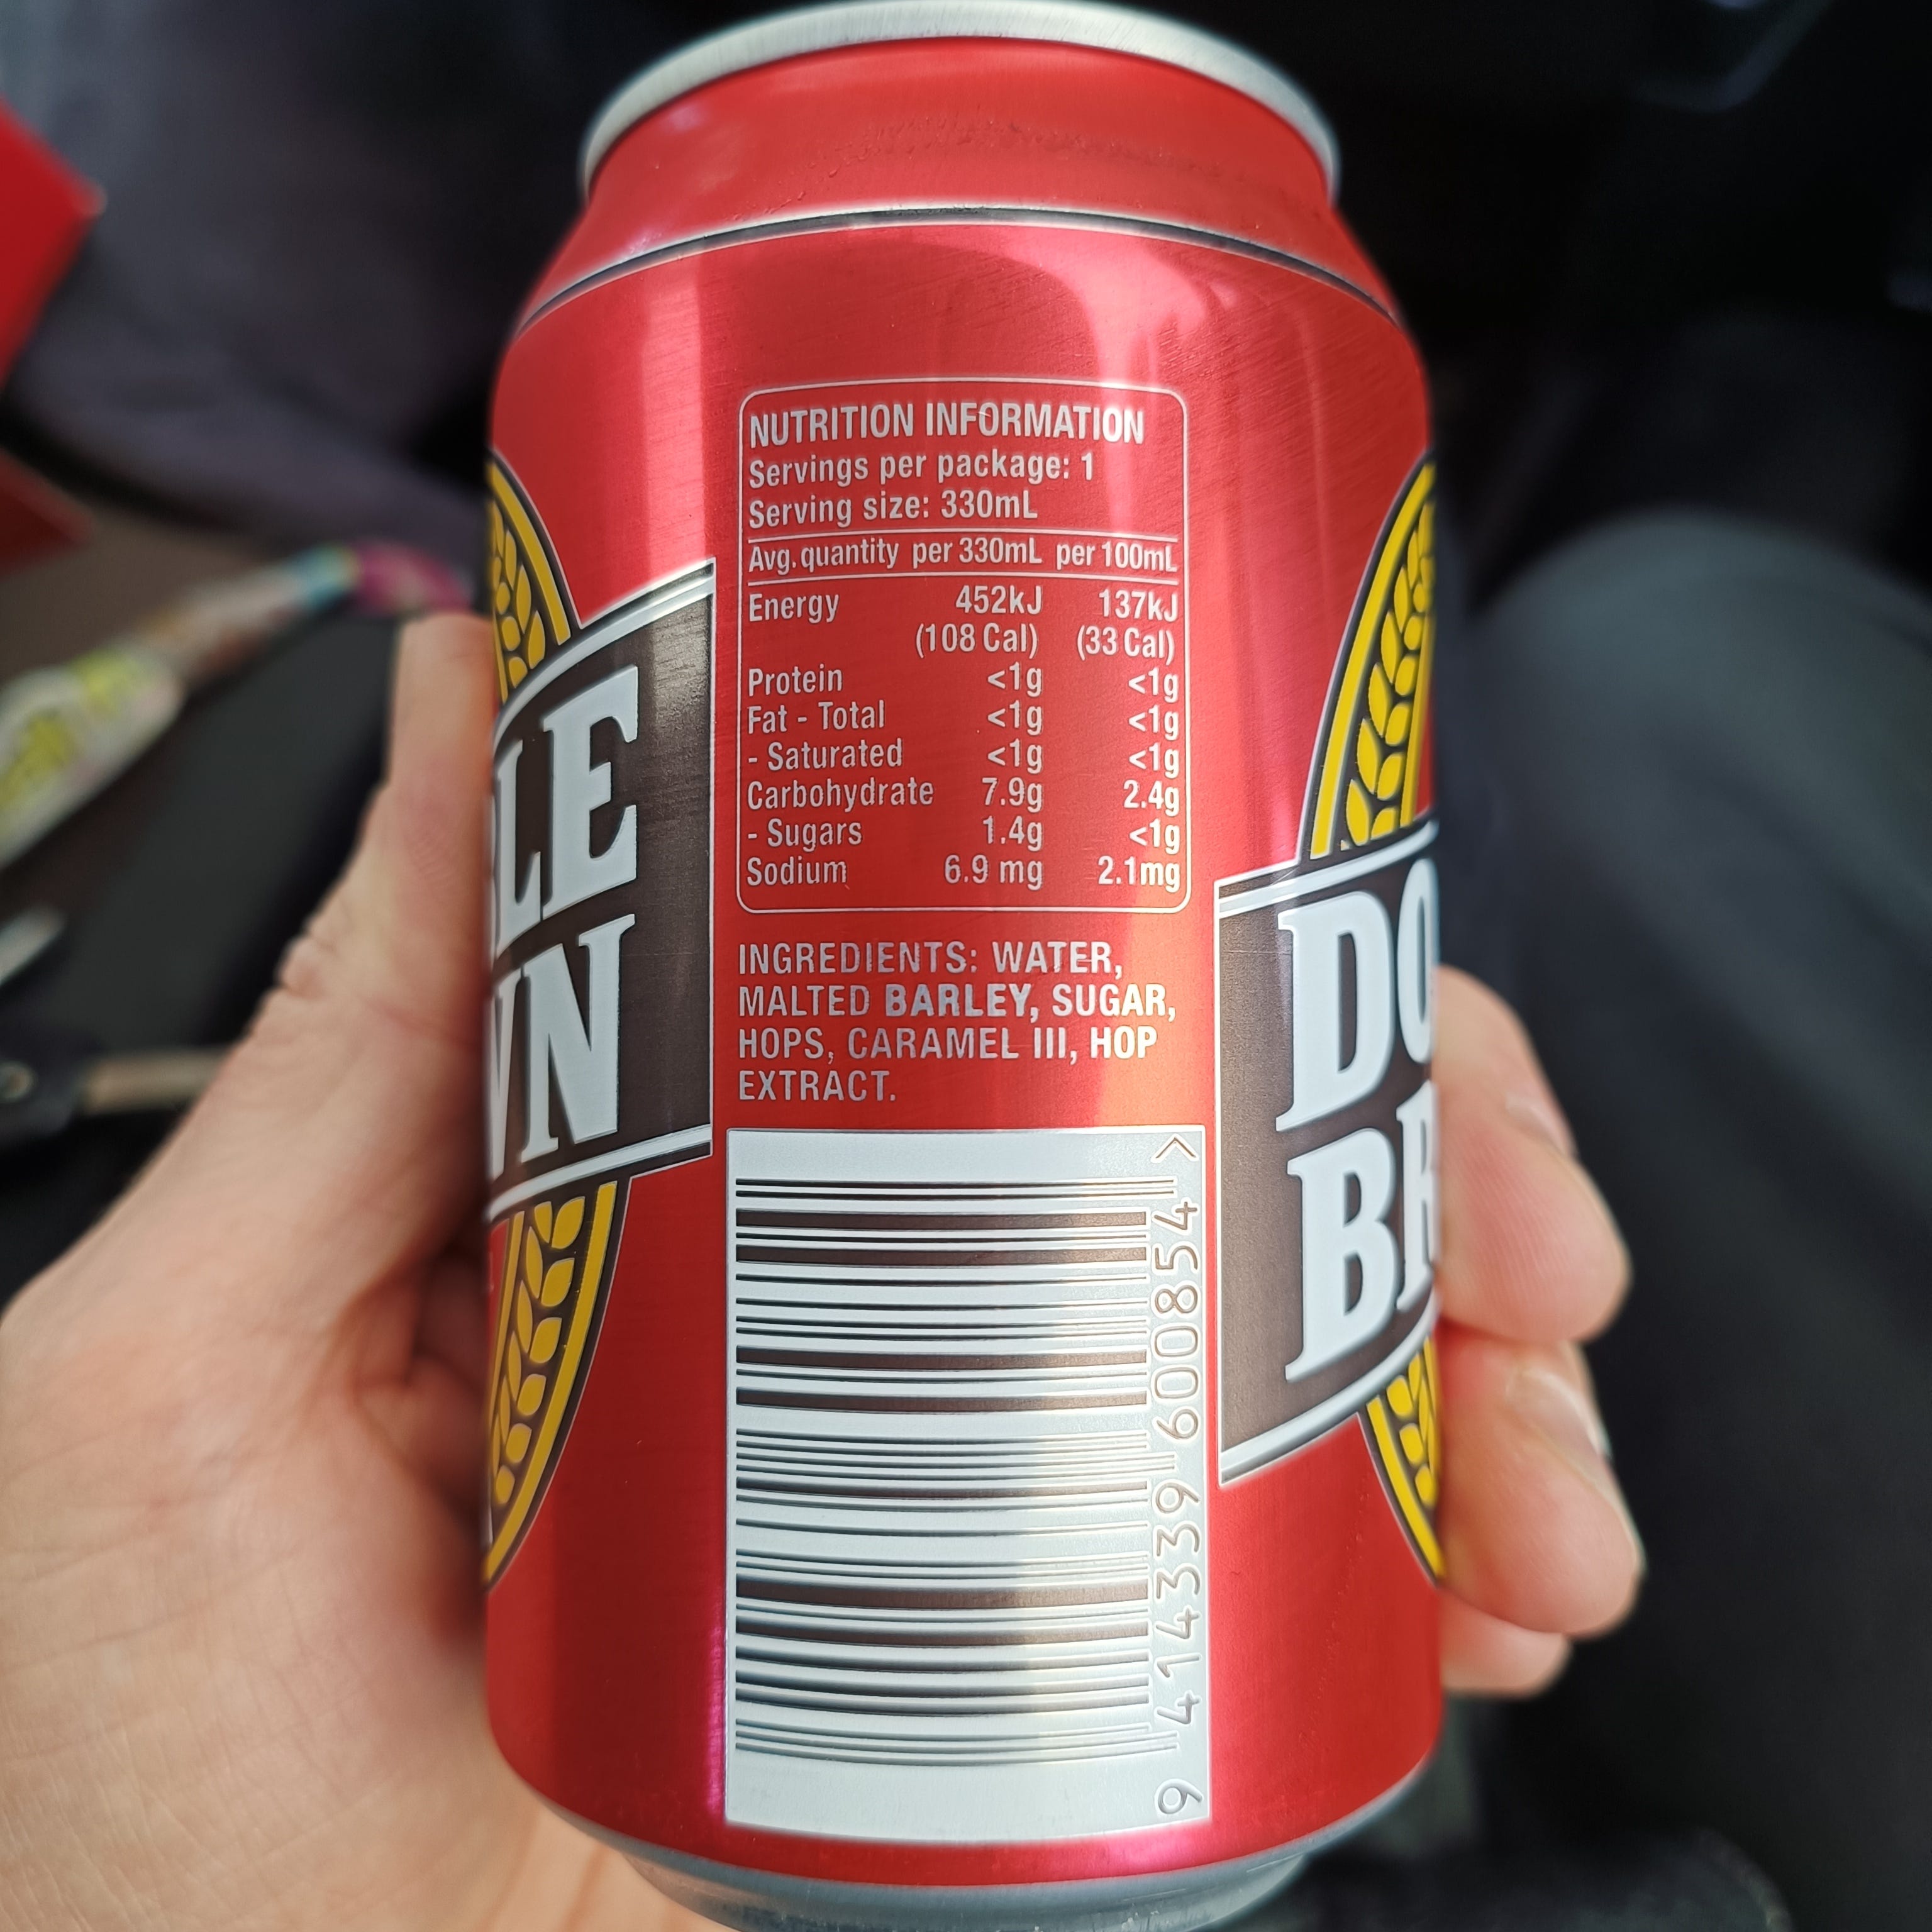 NUTRITION INFORMATION
Servings per package: 1
Serving size: 330mL
Avg. quantity per 330mL per 100mL
Energy 452kJ 137kJ
(108 Cal) (33 Cal)
Protein <1g <1g
Fat - Total <1g <1g
- Saturated <1g <1g
Carbohydrate 7.9g 2.4g
- Sugars 1.4g <1g
Sodium 6.9 mg 2.1mg
INGREDIENTS: WATER,
MALTED BARLEY, SUGAR,
HOPS, CARAMEL III, HOP
EXTRACT.
9 414339 600854 >
LE
WN
DO
BR